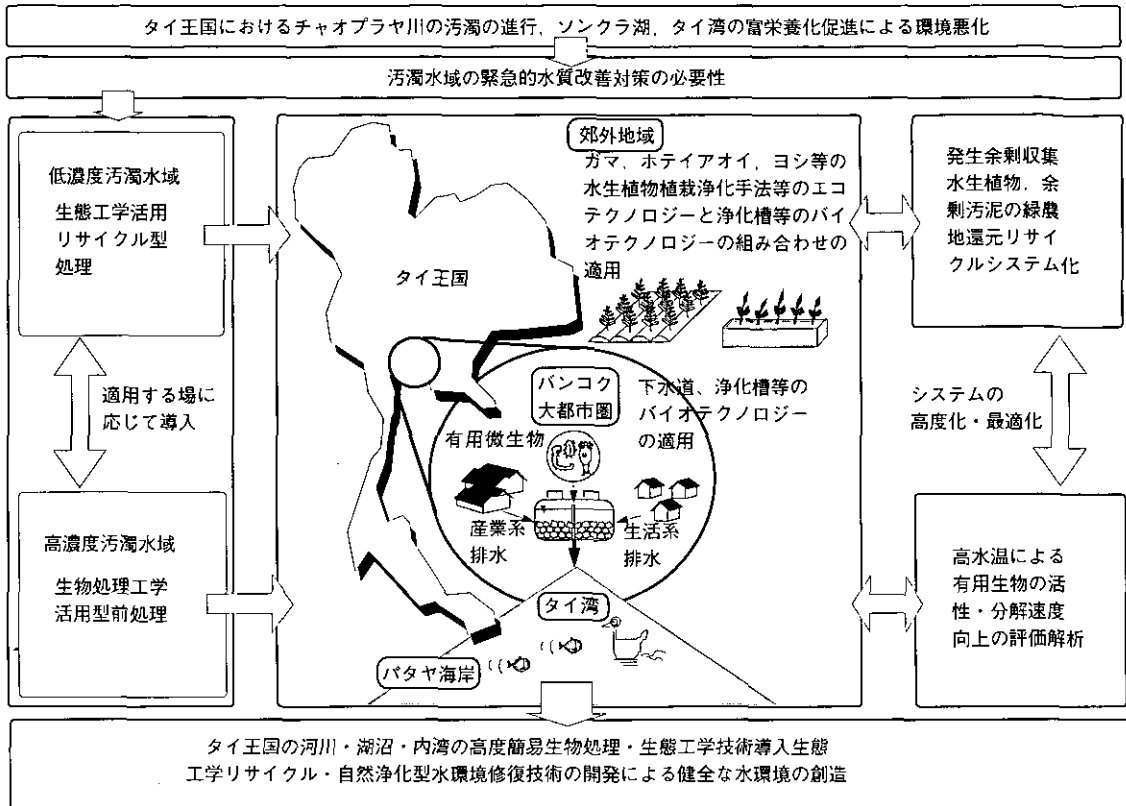 タイ王国におけるチャオプラヤ川の汚濁の進行，ソンクラ湖，タイ湾の富栄養化促進による環境悪化
汚濁水域の緊急的水質改善対策の必要性
低濃度汚濁水域
生態工学活用
リサイクル型
処理
適用する場に
応じて導入
高濃度汚濁水域
生物処理工学
活用型前処理
郊外地域
ガマ，ホテイアオイ，ヨシ等の
水生植物植栽浄化手法等のエコ
テクノロジーと浄化槽等のバイ
オテクノロジーの組み合わせの
適用
タイ王国
バンコク
大都市圏
下水道、浄化槽等の
バイオテクノロジー
の適用
有用微生物
産業系
排水
生活系
排水
タイ湾
パタヤ海岸
発生余剰収集
水生植物，余
剰汚泥の緑農
地還元リサイ
クルシステム化
システムの
高度化・最適化
高水温による
有用生物の活
性・分解速度
向上の評価解析
タイ王国の河川・湖沼・内湾の高度簡易生物処理・生態工学技術導入生態
工学リサイクル・自然浄化型水環境修復技術の開発による健全な水環境の創造